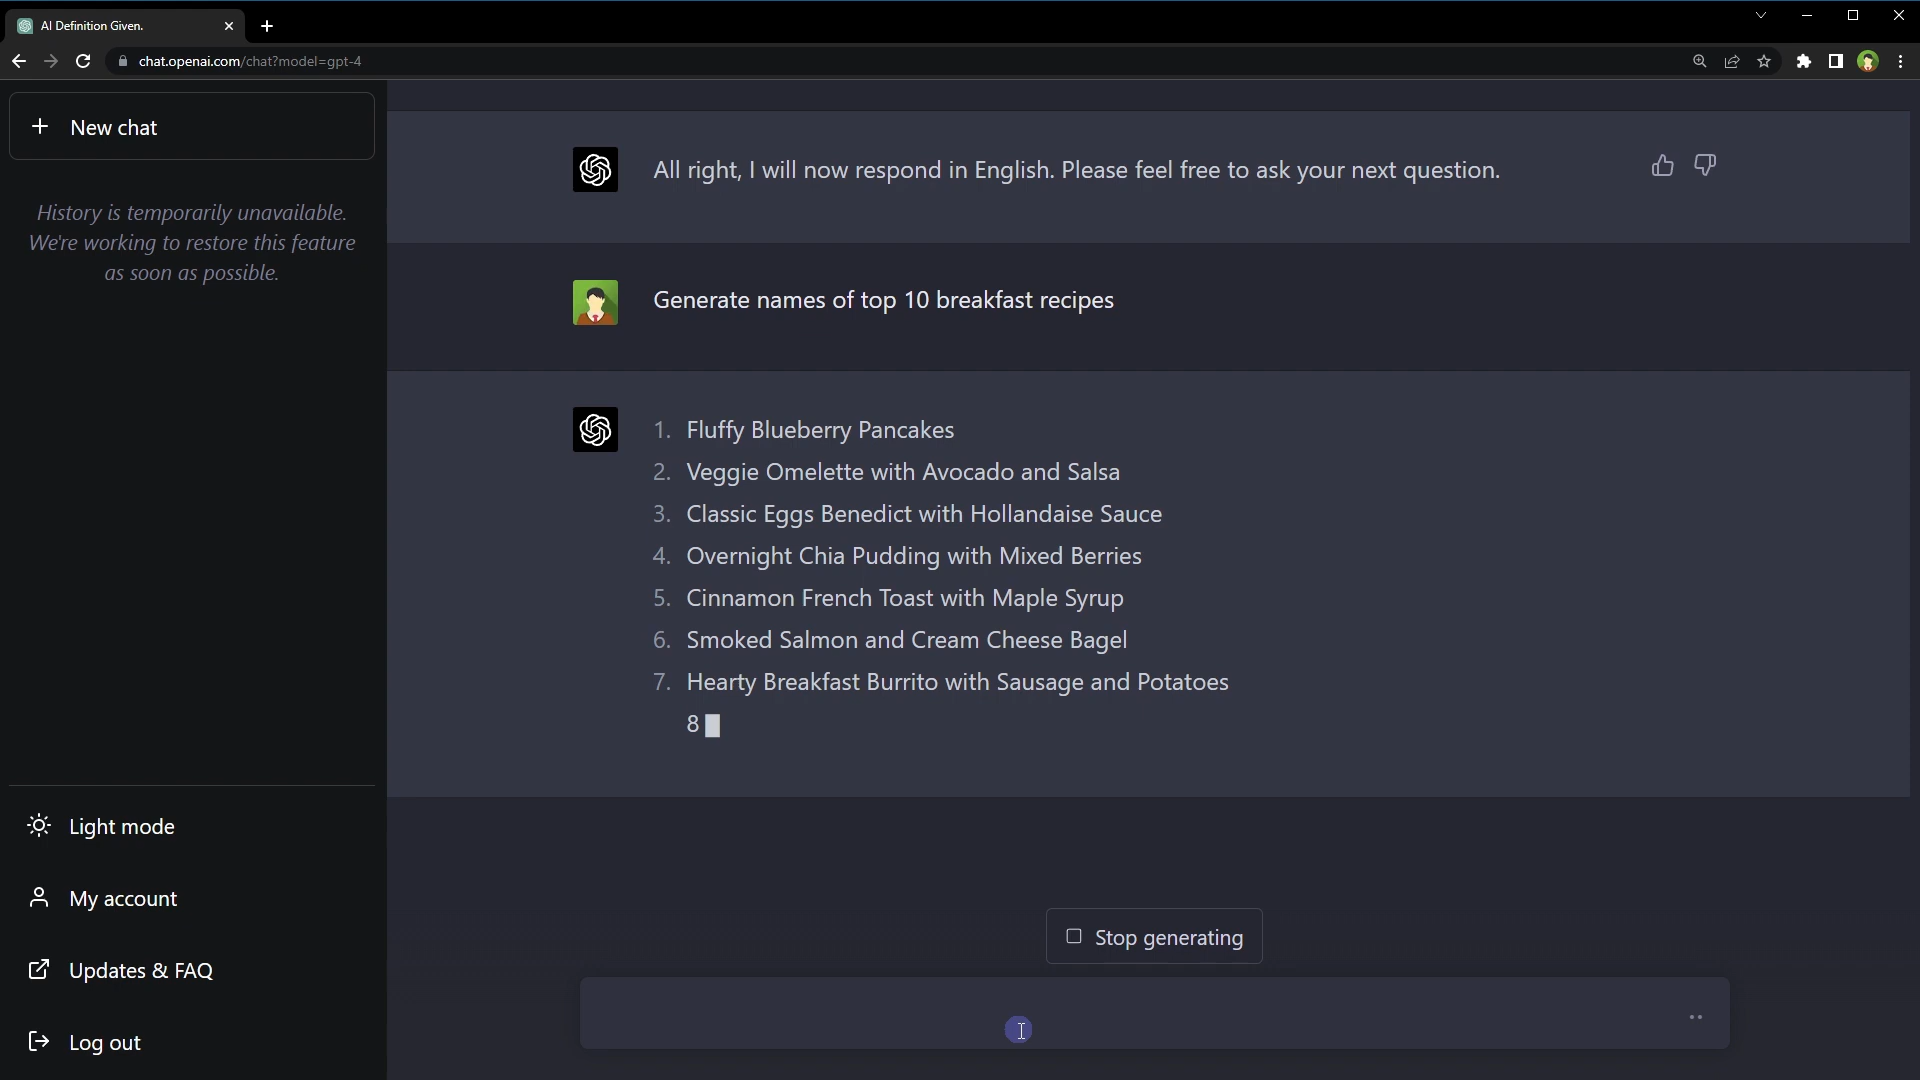 AI Definition Given.
chat.openai.com/chat?model=gpt-4
New chat
History is temporarily unavailable.
We're working to restore this feature
as soon as possible.
All right, I will now respond in English. Please feel free to ask your next question.
Generate names of top 10 breakfast recipes
1. Fluffy Blueberry Pancakes
2. Veggie Omelette with Avocado and Salsa
3. Classic Eggs Benedict with Hollandaise Sauce
4. Overnight Chia Pudding with Mixed Berries
5. Cinnamon French Toast with Maple Syrup
6. Smoked Salmon and Cream Cheese Bagel
7. Hearty Breakfast Burrito with Sausage and Potatoes
8
Stop generating
Light mode
My account
Updates & FAQ
Log out